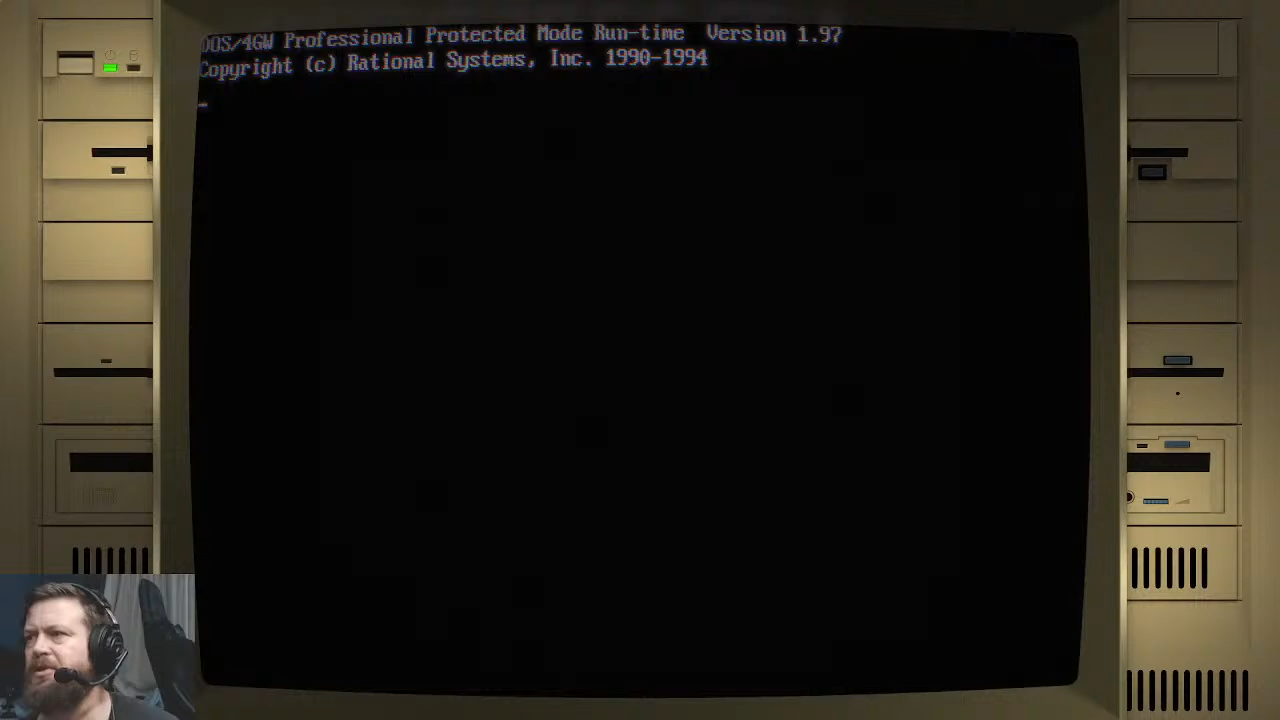 DOS/4GW Professional Protected Mode Run-time  Version 1.97
Copyright (c) Rational Systems, Inc. 1990-1994